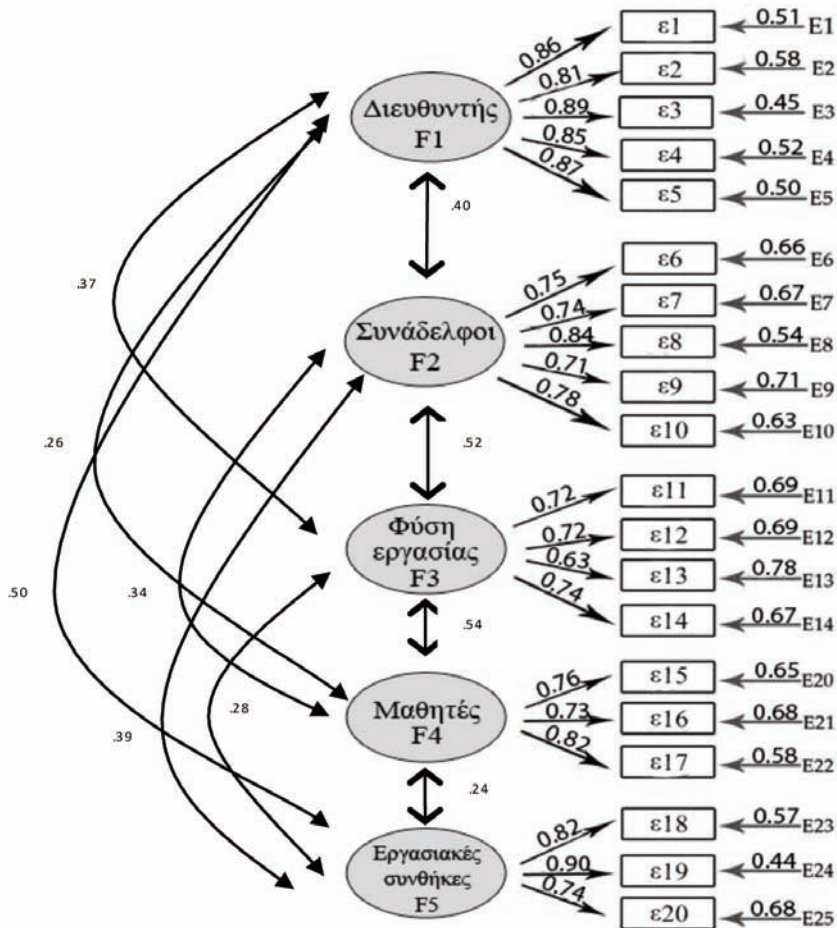 0.86 ε1 0.51 E1
0.81 ε2 0.58 E2
Διευθυντής
F1
0.89 ε3 0.45 E3
0.85 ε4 0.52 E4
0.87 ε5 0.50 E5
.40
.37
0.75 ε6 0.66 E6
0.74 ε7 0.67 E7
Συνάδελφοι
F2
0.84 ε8 0.54 E8
0.71 ε9 0.71 E9
0.78 ε10 0.63 E10
.26
.52
0.72 ε11 0.69 E11
Φύση
εργασίας
F3
0.72 ε12 0.69 E12
0.63 ε13 0.78 E13
0.74 ε14 0.67 E14
.50
.34
.54
0.76 ε15 0.65 E20
Μαθητές
F4
0.73 ε16 0.68 E21
0.82 ε17 0.58 E22
.39
.28
.24
0.82 ε18 0.57 E23
Εργασιακές
συνθήκες
F5
0.90 ε19 0.44 E24
0.74 ε20 0.68 E25